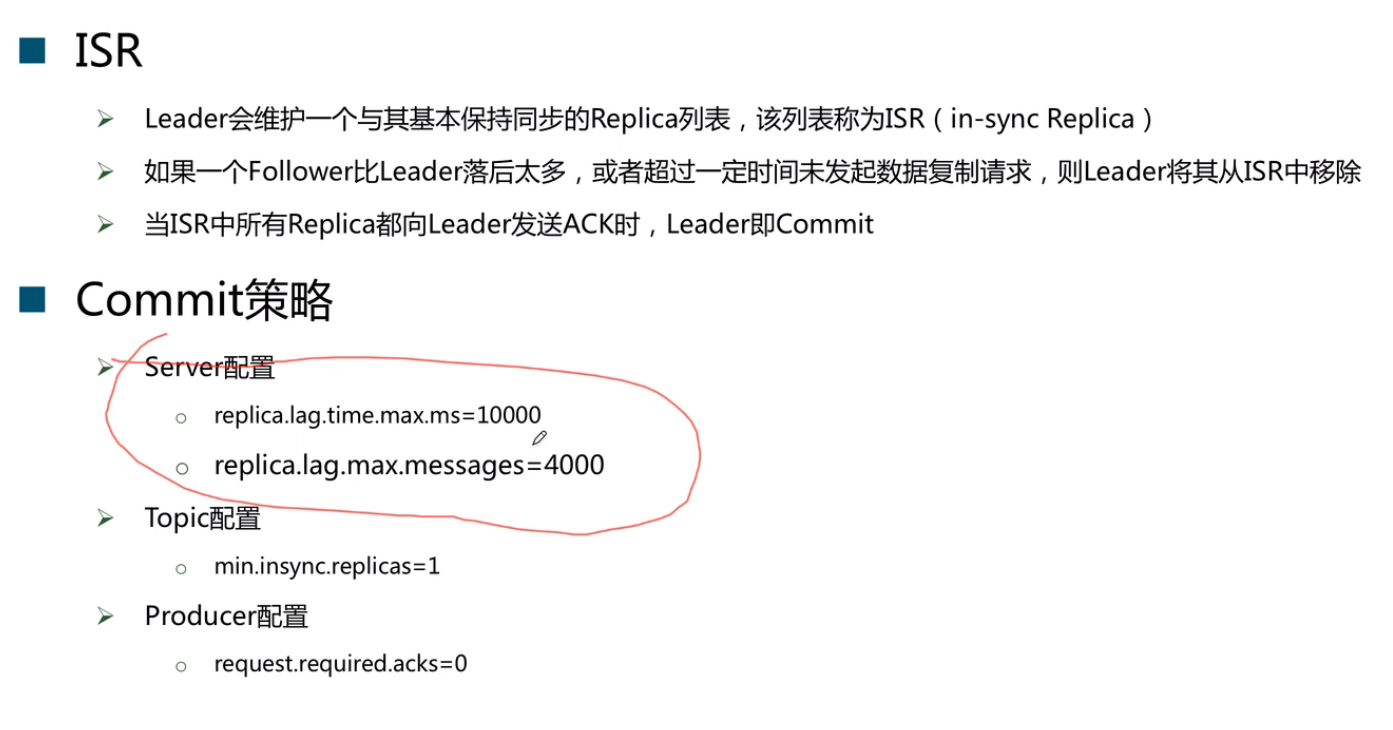 ISR
Leader会维护一个与其基本保持同步的Replica列表，该列表称为ISR（in-sync Replica）
如果一个Follower比Leader落后太多，或者超过一定时间未发起数据复制请求，则Leader将其从ISR中移除
当ISR中所有Replica都向Leader发送ACK时，Leader即Commit
Commit策略
Server配置
replica.lag.time.max.ms=10000
replica.lag.max.messages=4000
Topic配置
min.insync.replicas=1
Producer配置
request.required.acks=0